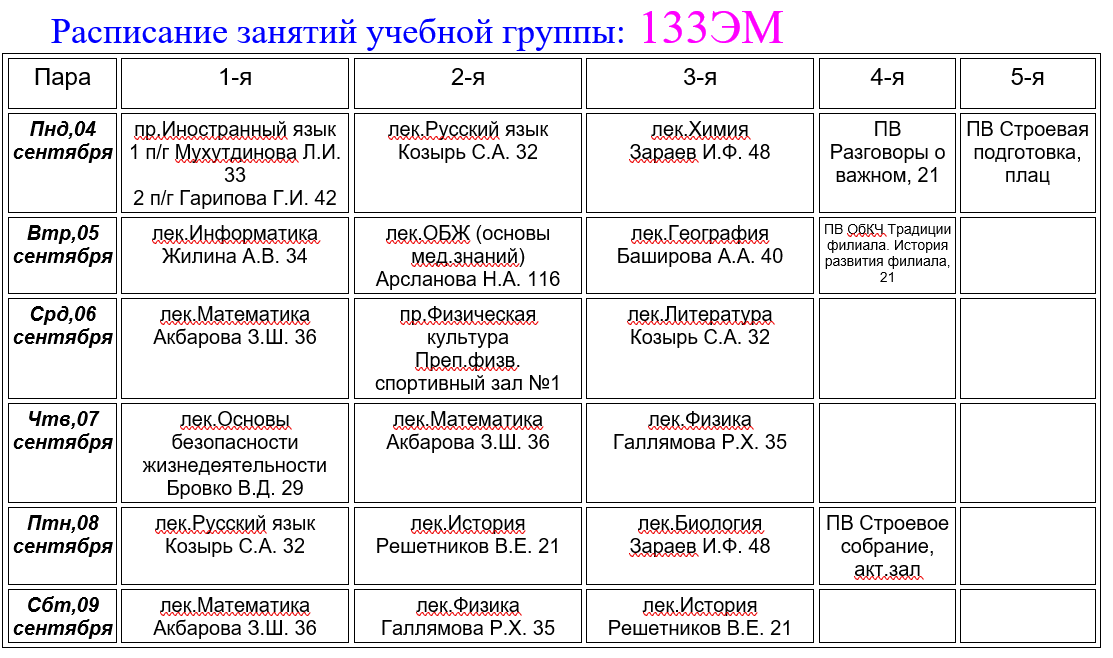 Расписание занятий учебной группы: 133ЭМ
Пара
1-я
2-я
3-я
4-я
5-я
Пнд,04
сентября
пр.Иностранный язык
1 п/г Мухутдинова Л.И.
33
2 п/г Гарипова Г.И. 42
лек.Русский язык
Козырь С.А. 32
лек.Химия
Зараев И.Ф. 48
ПВ
Разговоры о
важном, 21
ПВ Строевая
подготовка,
плац
Втр,05
сентября
лек.Информатика
Жилина А.В. 34
лек.ОБЖ (основы
мед.знаний)
Арсланова Н.А. 116
лек.География
Баширова А.А. 40
ПВ ОбКЧ Традиции
филиала. История
развития филиала,
21
Срд,06
сентября
лек.Математика
Акбарова З.Ш. 36
пр.Физическая
культура
Преп.физв.
спортивный зал №1
лек.Литература
Козырь С.А. 32
Чтв,07
сентября
лек.Основы
безопасности
жизнедеятельности
Бровко В.Д. 29
лек.Математика
Акбарова З.Ш. 36
лек.Физика
Галлямова Р.Х. 35
Птн,08
сентября
лек.Русский язык
Козырь С.А. 32
лек.История
Решетников В.Е. 21
лек.Биология
Зараев И.Ф. 48
ПВ Строевое
собрание,
акт.зал
Сбт,09
сентября
лек.Математика
Акбарова З.Ш. 36
лек.Физика
Галлямова Р.Х. 35
лек.История
Решетников В.Е. 21